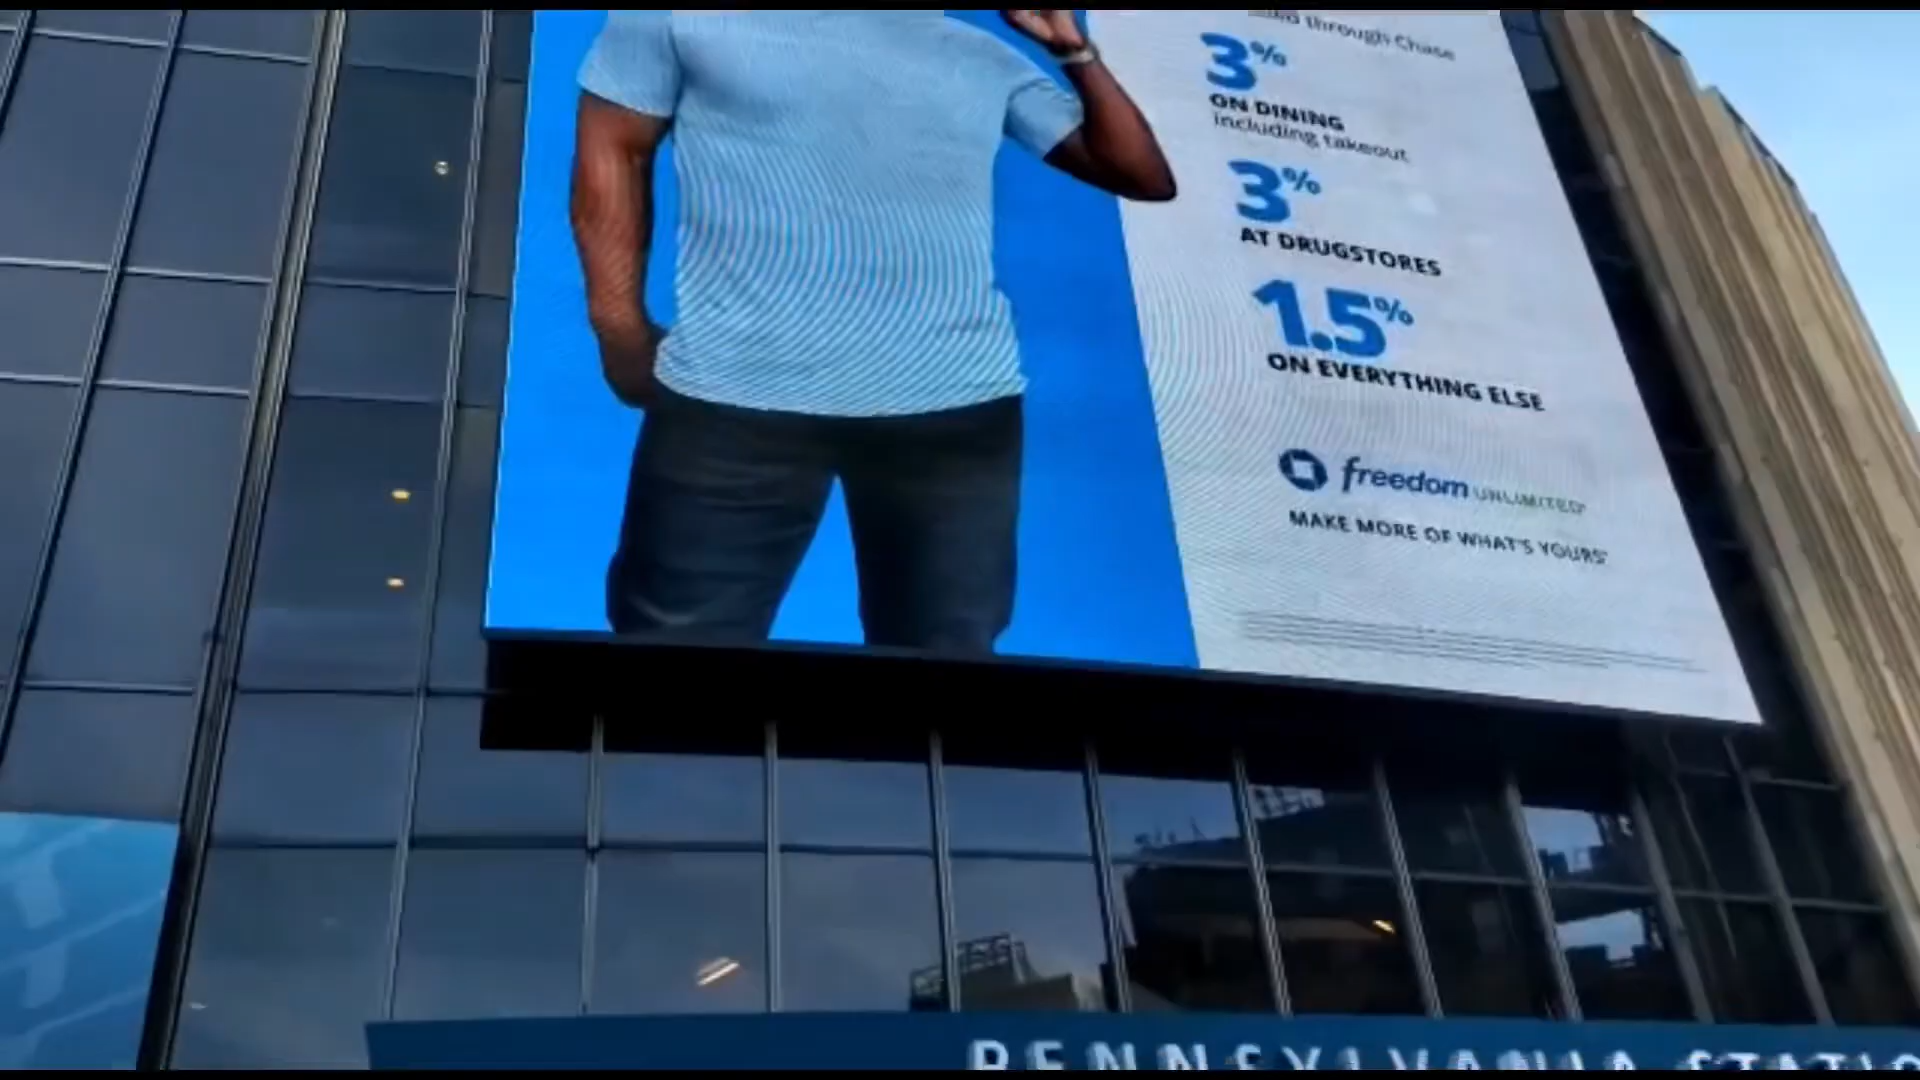 through Chase
3%
ON DINING
including takeout
3%
AT DRUGSTORES
1.5%
ON EVERYTHING ELSE
freedom UNLIMITED®
MAKE MORE OF WHAT'S YOURS®
PENNSYLVANIA STATIO